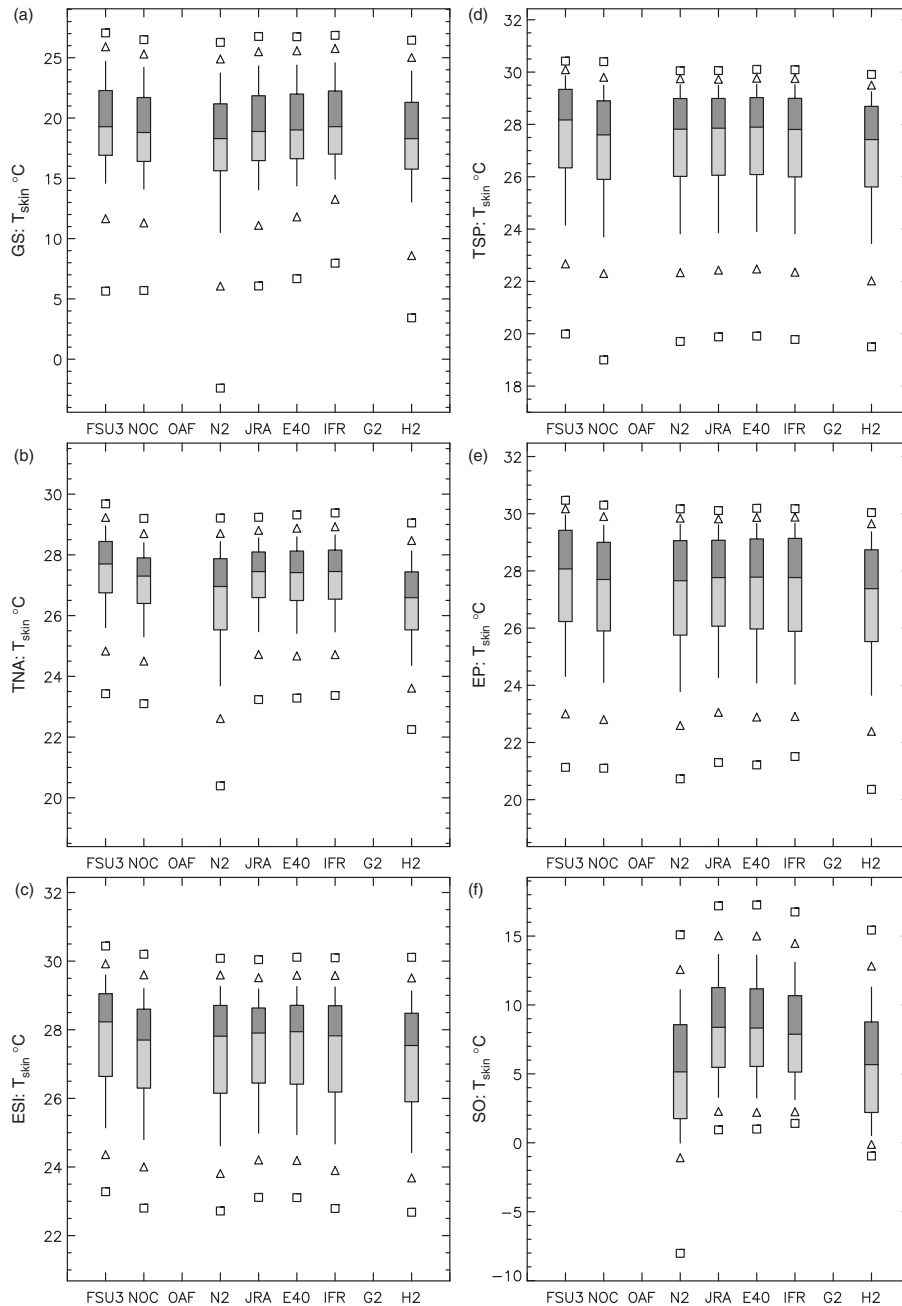 (a)
GS: T_skin °C
25
20
15
10
5
0
FSU3 NOC OAF N2 JRA E40 IFR G2 H2
(b)
TNA: T_skin °C
30
28
26
24
22
20
FSU3 NOC OAF N2 JRA E40 IFR G2 H2
(c)
ESI: T_skin °C
32
30
28
26
24
22
FSU3 NOC OAF N2 JRA E40 IFR G2 H2
(d)
TSP: T_skin °C
32
30
28
26
24
22
20
18
FSU3 NOC OAF N2 JRA E40 IFR G2 H2
(e)
EP: T_skin °C
32
30
28
26
24
22
20
FSU3 NOC OAF N2 JRA E40 IFR G2 H2
(f)
SO: T_skin °C
15
10
5
0
−5
−10
FSU3 NOC OAF N2 JRA E40 IFR G2 H2